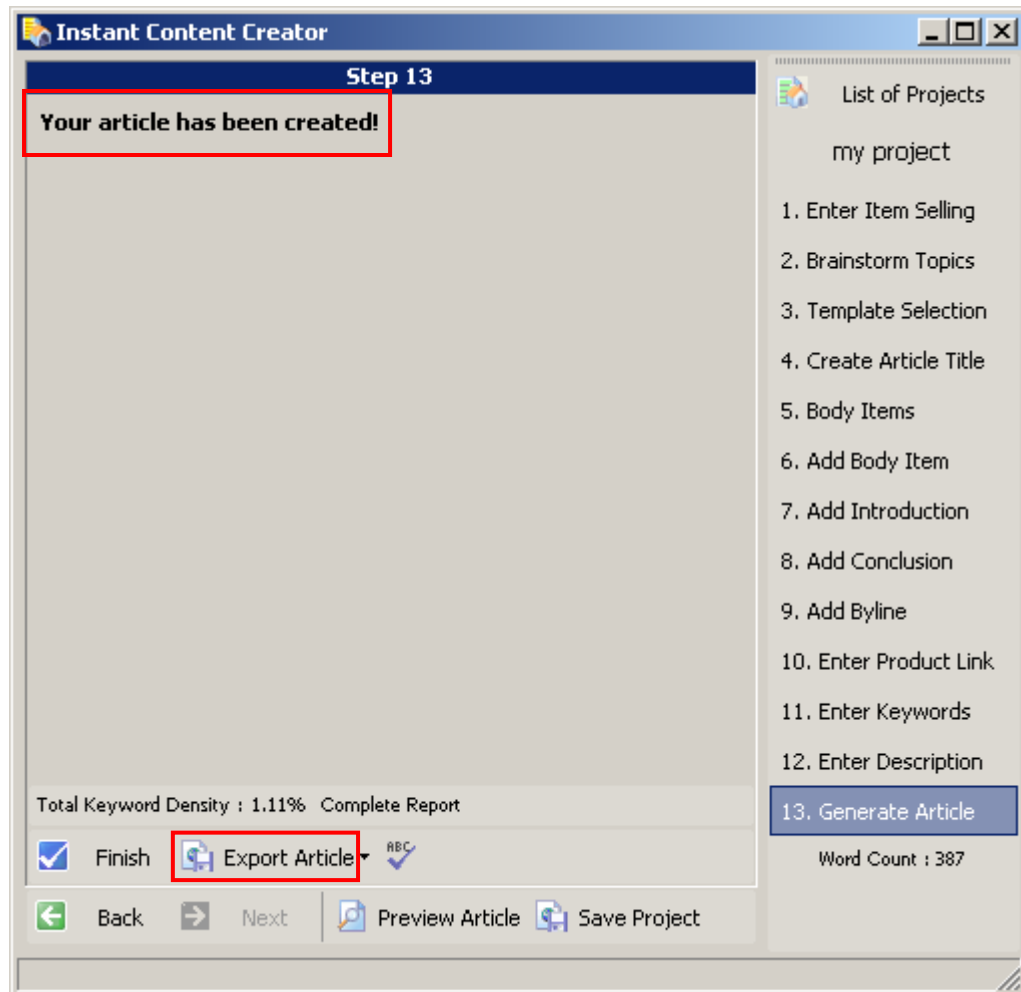 Instant Content Creator
Step 13
Your article has been created!
List of Projects
my project
1. Enter Item Selling
2. Brainstorm Topics
3. Template Selection
4. Create Article Title
5. Body Items
6. Add Body Item
7. Add Introduction
8. Add Conclusion
9. Add Byline
10. Enter Product Link
11. Enter Keywords
12. Enter Description
13. Generate Article
Word Count : 387
Total Keyword Density : 1.11% Complete Report
Finish Export Article ABC
Back Next Preview Article Save Project